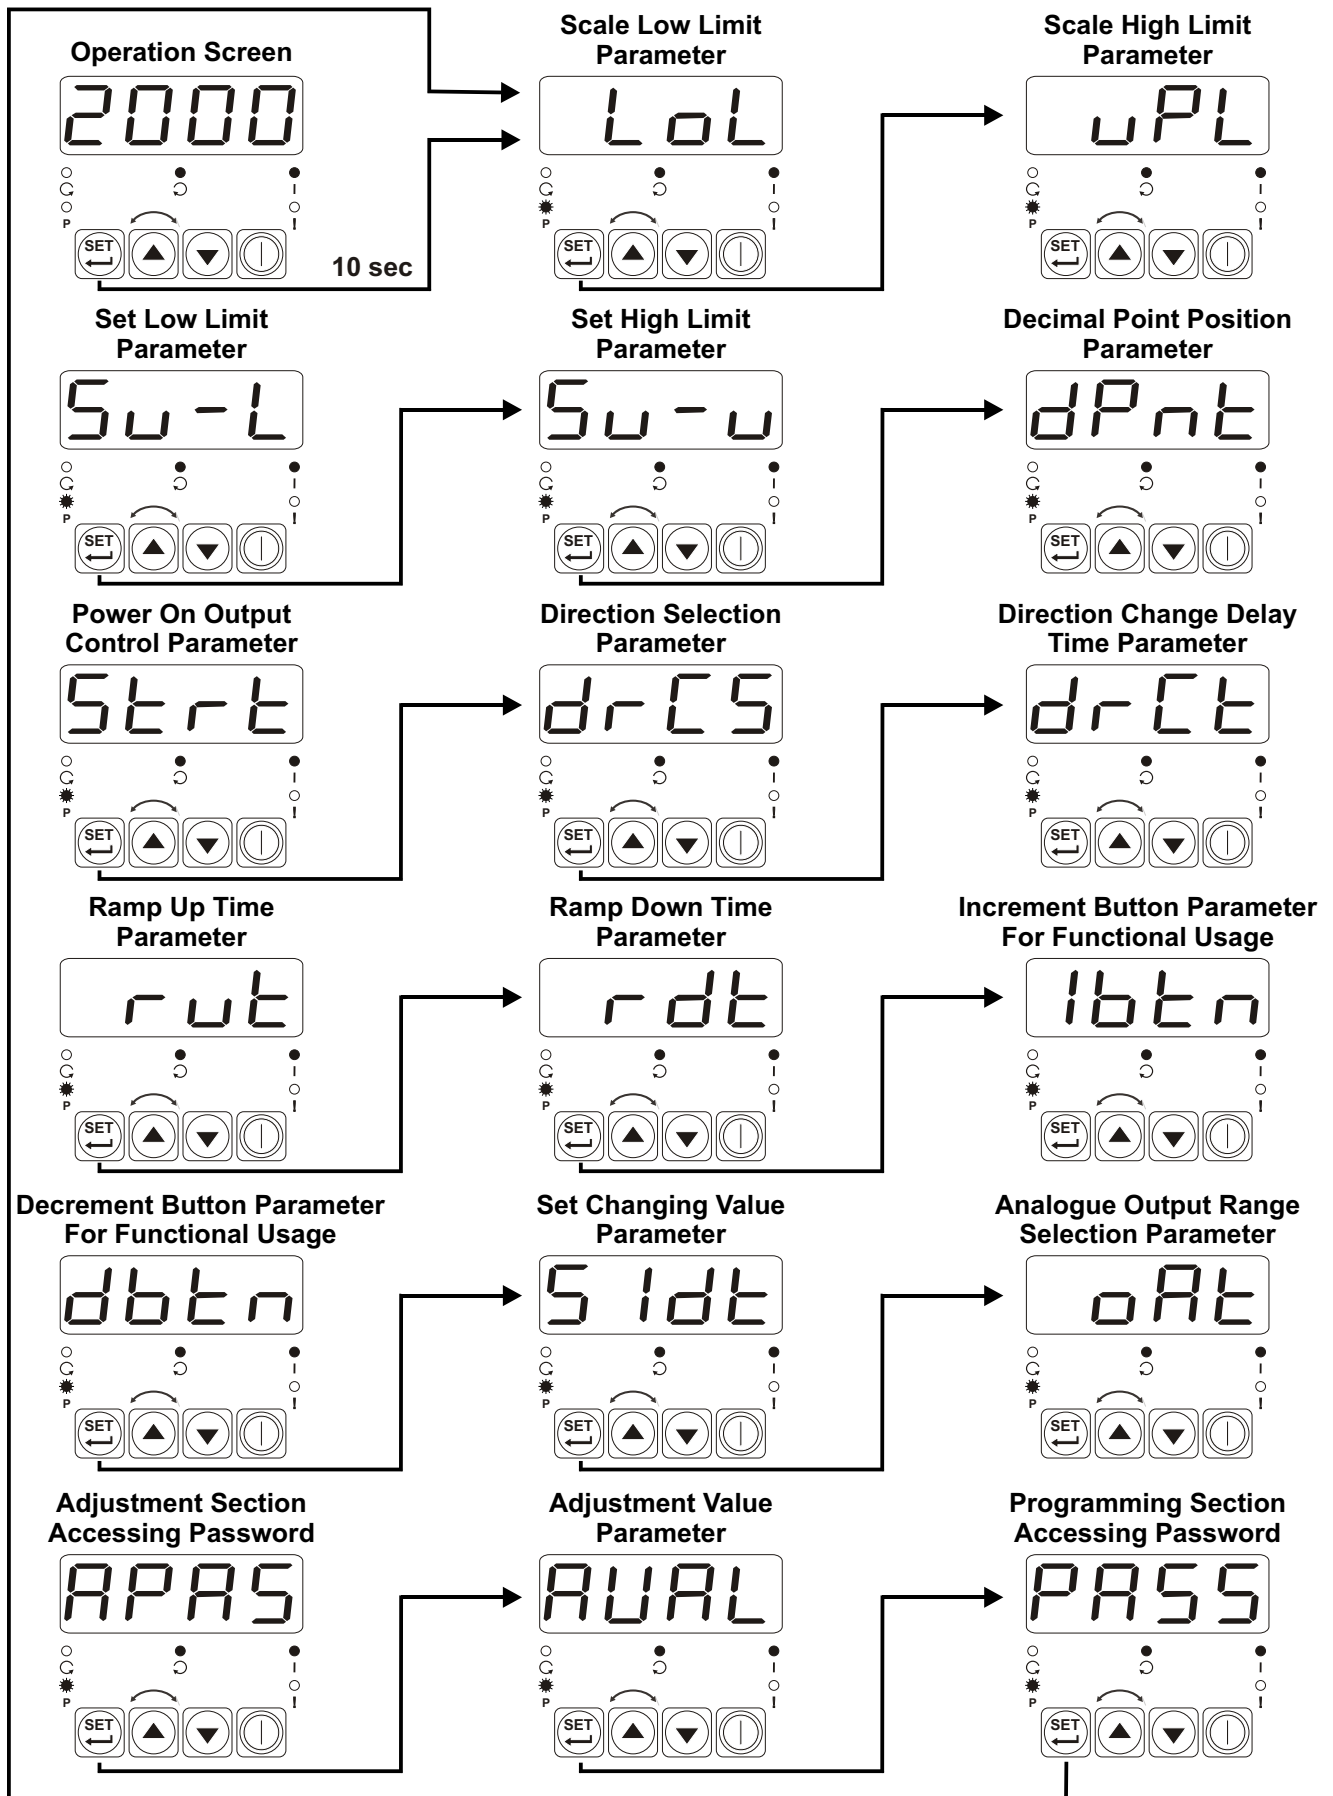 Operation Screen
2000
P
SET
10 sec
Scale Low Limit
Parameter
LoL
P
SET
Scale High Limit
Parameter
uPL
P
SET
Set Low Limit
Parameter
Su-L
P
SET
Set High Limit
Parameter
Su-u
P
SET
Decimal Point Position
Parameter
dPnt
P
SET
Power On Output
Control Parameter
Strt
P
SET
Direction Selection
Parameter
drCS
P
SET
Direction Change Delay
Time Parameter
drCt
P
SET
Ramp Up Time
Parameter
rut
P
SET
Ramp Down Time
Parameter
rdt
P
SET
Increment Button Parameter
For Functional Usage
Ibtn
P
SET
Decrement Button Parameter
For Functional Usage
dbtn
P
SET
Set Changing Value
Parameter
S Idt
P
SET
Analogue Output Range
Selection Parameter
oAt
P
SET
Adjustment Section
Accessing Password
APAS
P
SET
Adjustment Value
Parameter
AUAL
P
SET
Programming Section
Accessing Password
PASS
P
SET